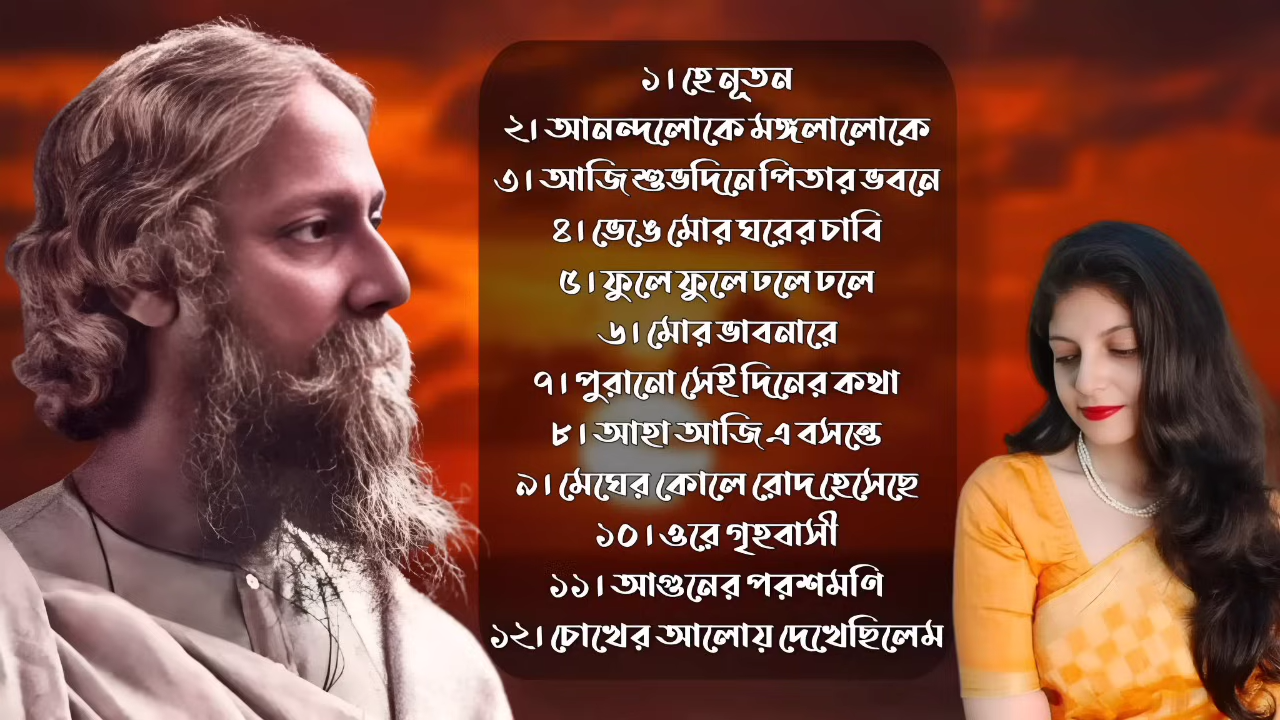 ১। হে নূতন
২। আনন্দলোকে মঙ্গলালোকে
৩। আজি শুভদিনে পিতার ভবনে
৪। ভেঙে মোর ঘরের চাবি
৫। ফুলে ফুলে ঢলে ঢলে
৬। মোর ভাবনারে
৭। পুরানো সেই দিনের কথা
৮। আহা আজি এ বসন্তে
৯। মেঘের কোলে রোদ হেসেছে
১০। ওরে গৃহবাসী
১১। আগুনের পরশমণি
১২। চোখের আলোয় দেখেছিলেম